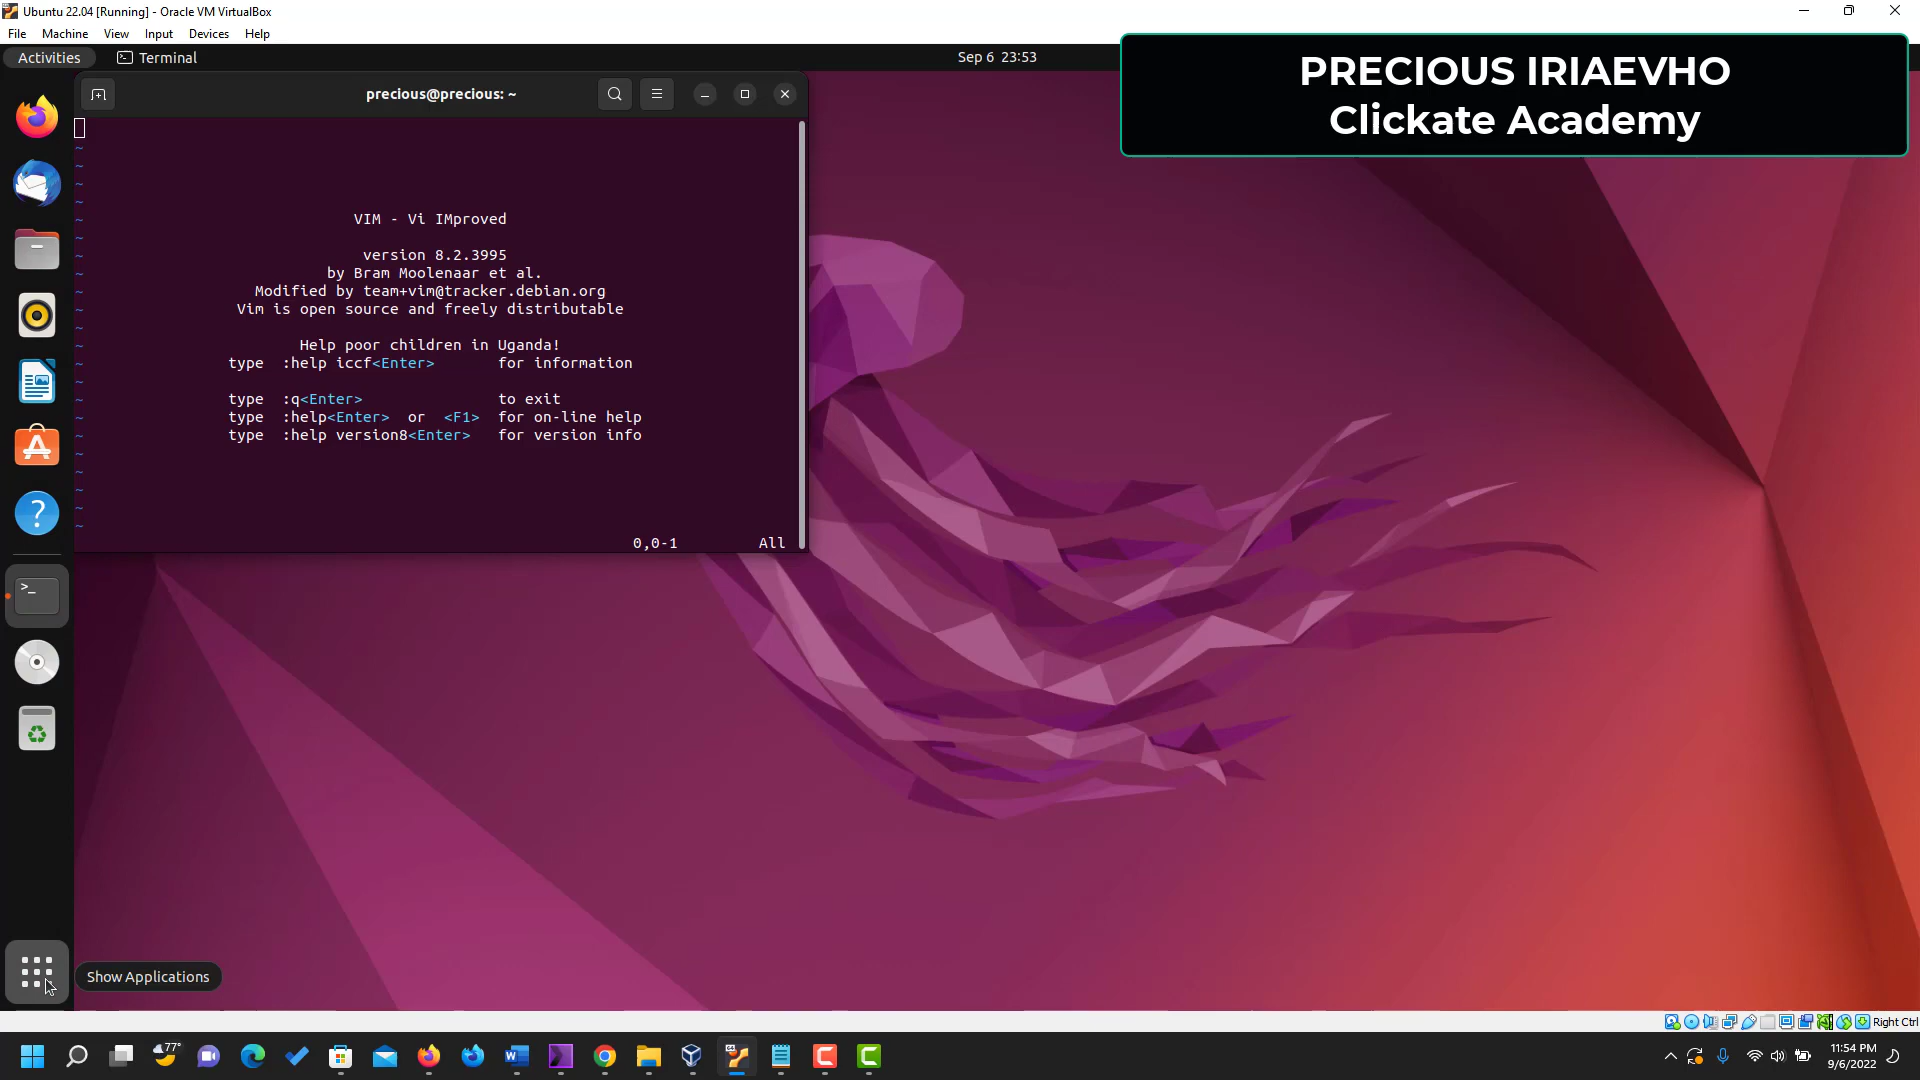 Ubuntu 22.04 [Running] - Oracle VM VirtualBox
File Machine View Input Devices Help
Activities
Terminal
Sep 6 23:53
PRECIOUS IRIAEVHO
Clickate Academy
precious@precious: ~
~
~
~
~
VIM - Vi IMproved
~
~
version 8.2.3995
~
by Bram Moolenaar et al.
~
Modified by team+vim@tracker.debian.org
~
Vim is open source and freely distributable
~
~
Help poor children in Uganda!
~
type :help iccf<Enter> for information
~
~
type :q<Enter> to exit
~
type :help<Enter> or <F1> for on-line help
~
type :help version8<Enter> for version info
~
~
~
~
~
0,0-1 All
>_
?
Show Applications
Right Ctrl
77°
11:54 PM
9/6/2022